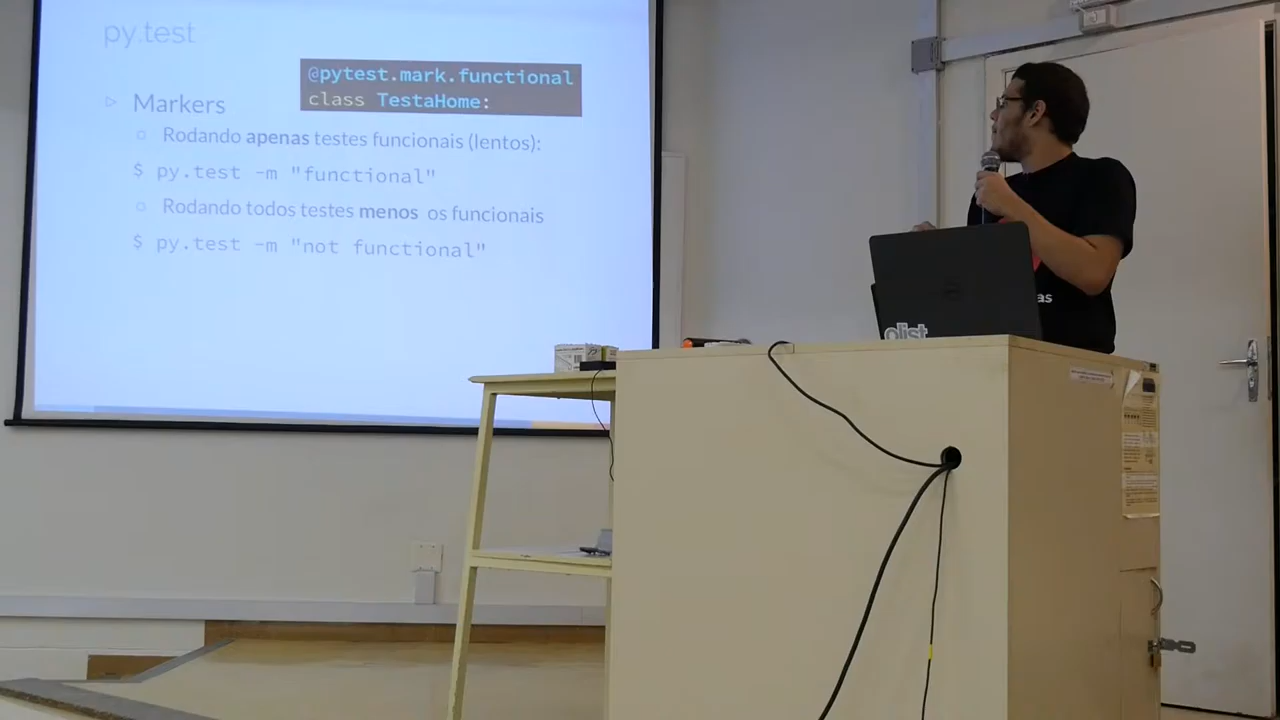 py.test
@pytest.mark.functional
class TestaHome:
Markers
Rodando apenas testes funcionais (lentos):
$ py.test -m "functional"
Rodando todos testes menos os funcionais
$ py.test -m "not functional"
olist
as